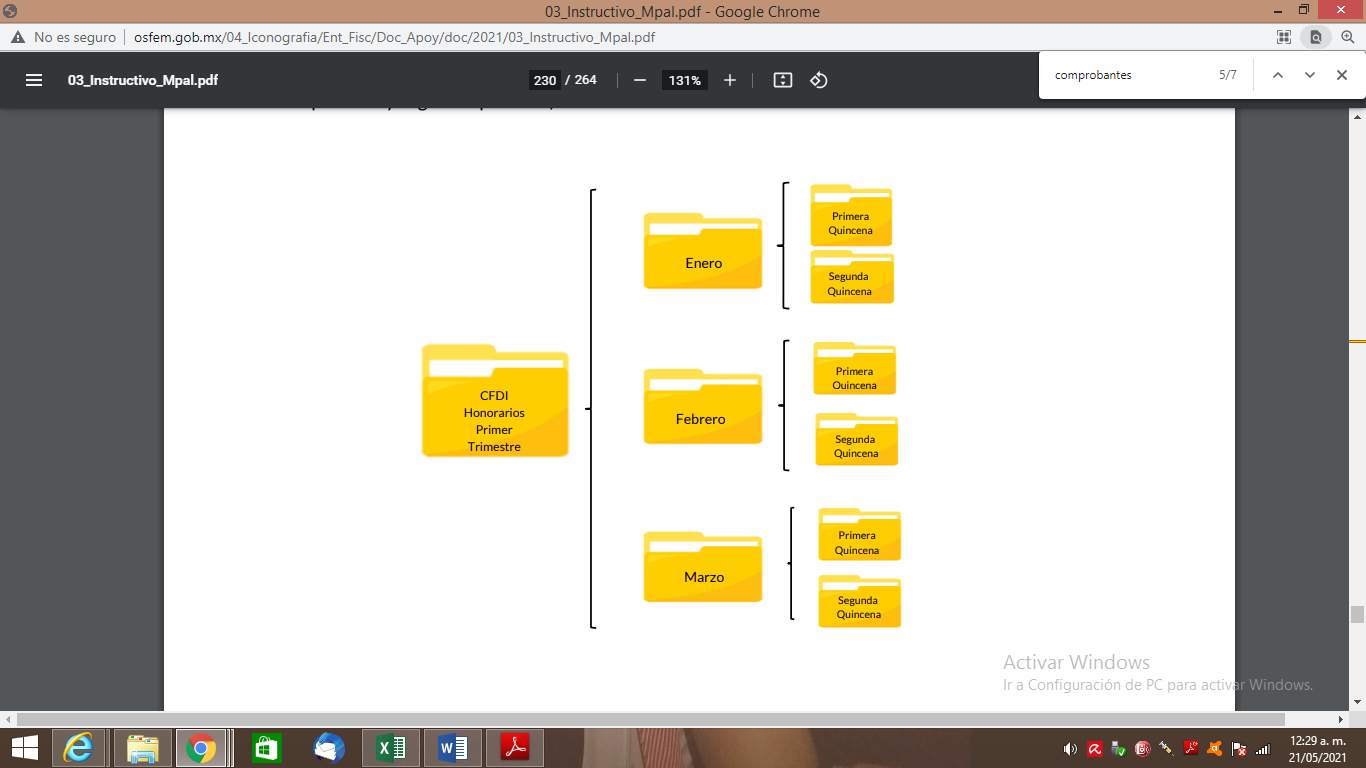 03_Instructivo_Mpal.pdf - Google Chrome
No es seguro
osfem.gob.mx/04_Iconografia/Ent_Fisc/Doc_Apoy/doc/2021/03_Instructivo_Mpal.pdf
03_Instructivo_Mpal.pdf
230 / 264
131%
comprobantes
5/7
CFDI
Honorarios
Primer
Trimestre
Enero
Primera
Quincena
Segunda
Quincena
Febrero
Primera
Quincena
Segunda
Quincena
Marzo
Primera
Quincena
Segunda
Quincena
Activar Windows
Ir a Configuración de PC para activar Windows.
12:29 a. m.
21/05/2021